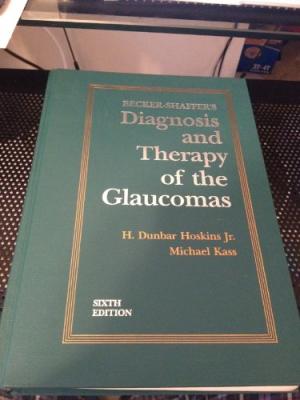 BECKER-SHAFFER'S
Diagnosis
and
Therapy
of the
Glaucomas
H. Dunbar Hoskins Jr.
Michael Kass
SIXTH
EDITION